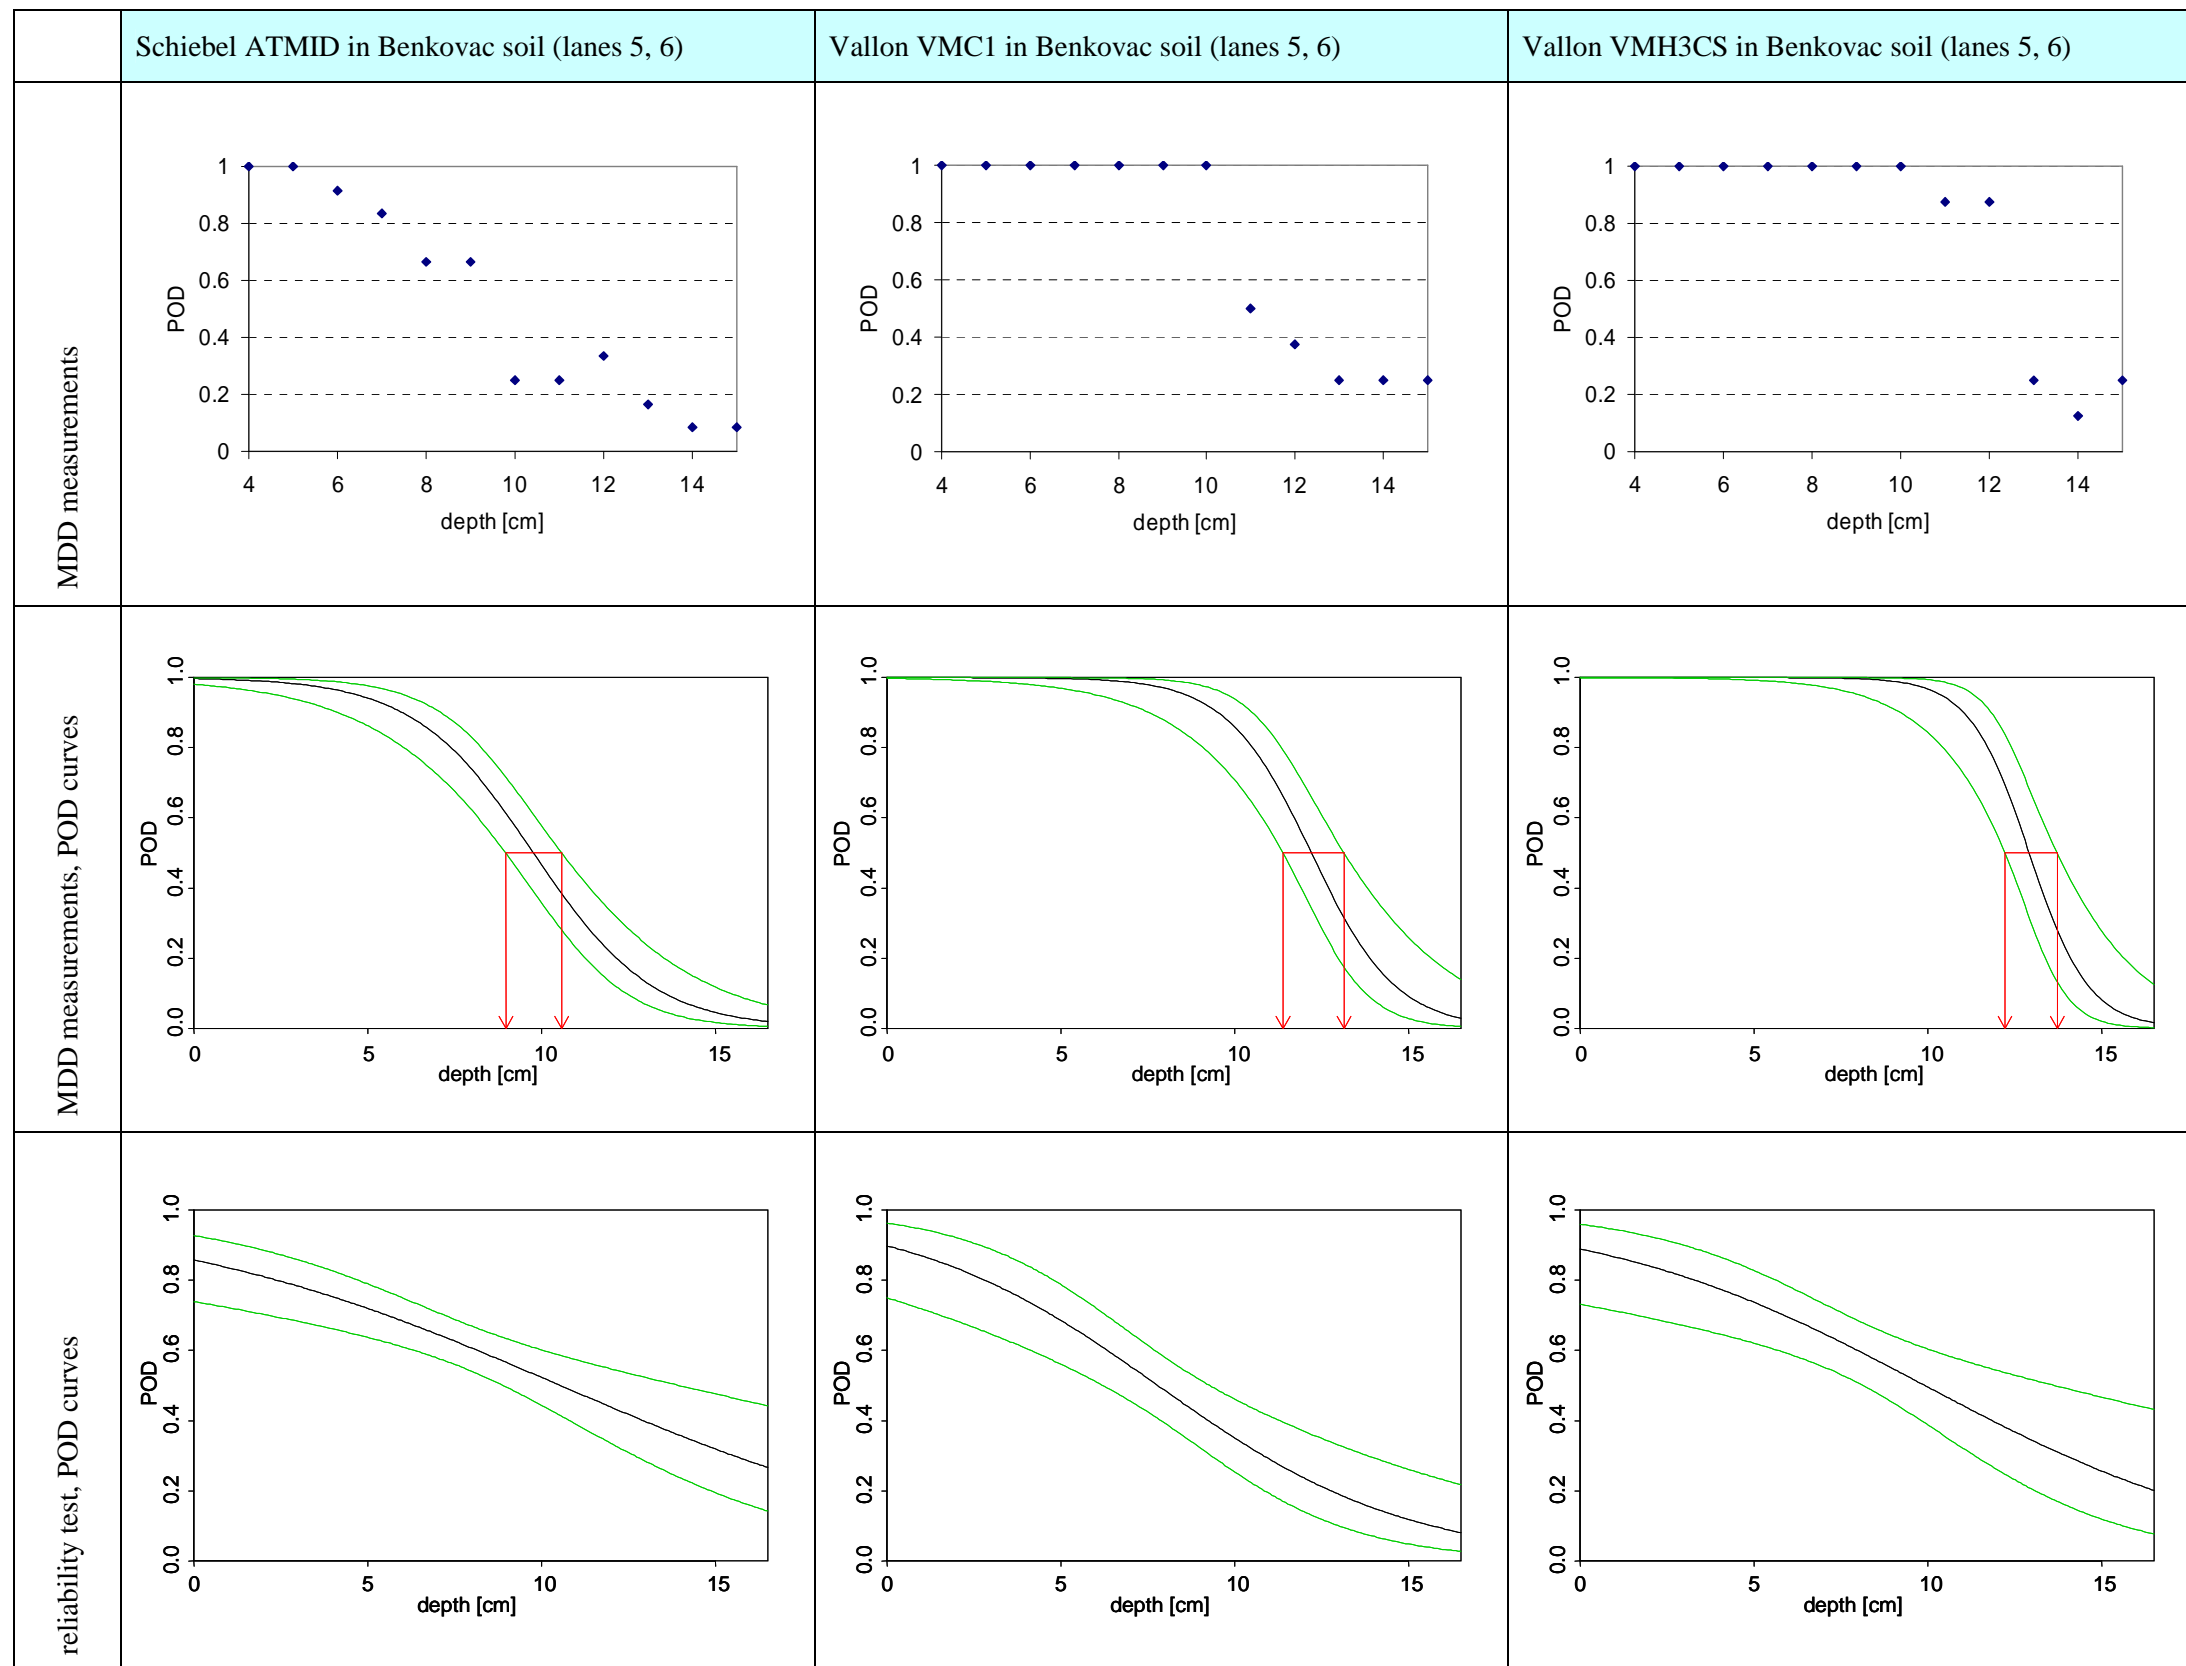 Schiebel ATMID in Benkovac soil (lanes 5, 6)
Vallon VMC1 in Benkovac soil (lanes 5, 6)
Vallon VMH3CS in Benkovac soil (lanes 5, 6)
MDD measurements
POD
1
0.8
0.6
0.4
0.2
0
4 6 8 10 12 14
depth [cm]
POD
1
0.8
0.6
0.4
0.2
0
4 6 8 10 12 14
depth [cm]
POD
1
0.8
0.6
0.4
0.2
0
4 6 8 10 12 14
depth [cm]
MDD measurements, POD curves
POD
1.0
0.8
0.6
0.4
0.2
0.0
0 5 10 15
depth [cm]
POD
1.0
0.8
0.6
0.4
0.2
0.0
0 5 10 15
depth [cm]
POD
1.0
0.8
0.6
0.4
0.2
0.0
0 5 10 15
depth [cm]
reliability test, POD curves
POD
1.0
0.8
0.6
0.4
0.2
0.0
0 5 10 15
depth [cm]
POD
1.0
0.8
0.6
0.4
0.2
0.0
0 5 10 15
depth [cm]
POD
1.0
0.8
0.6
0.4
0.2
0.0
0 5 10 15
depth [cm]